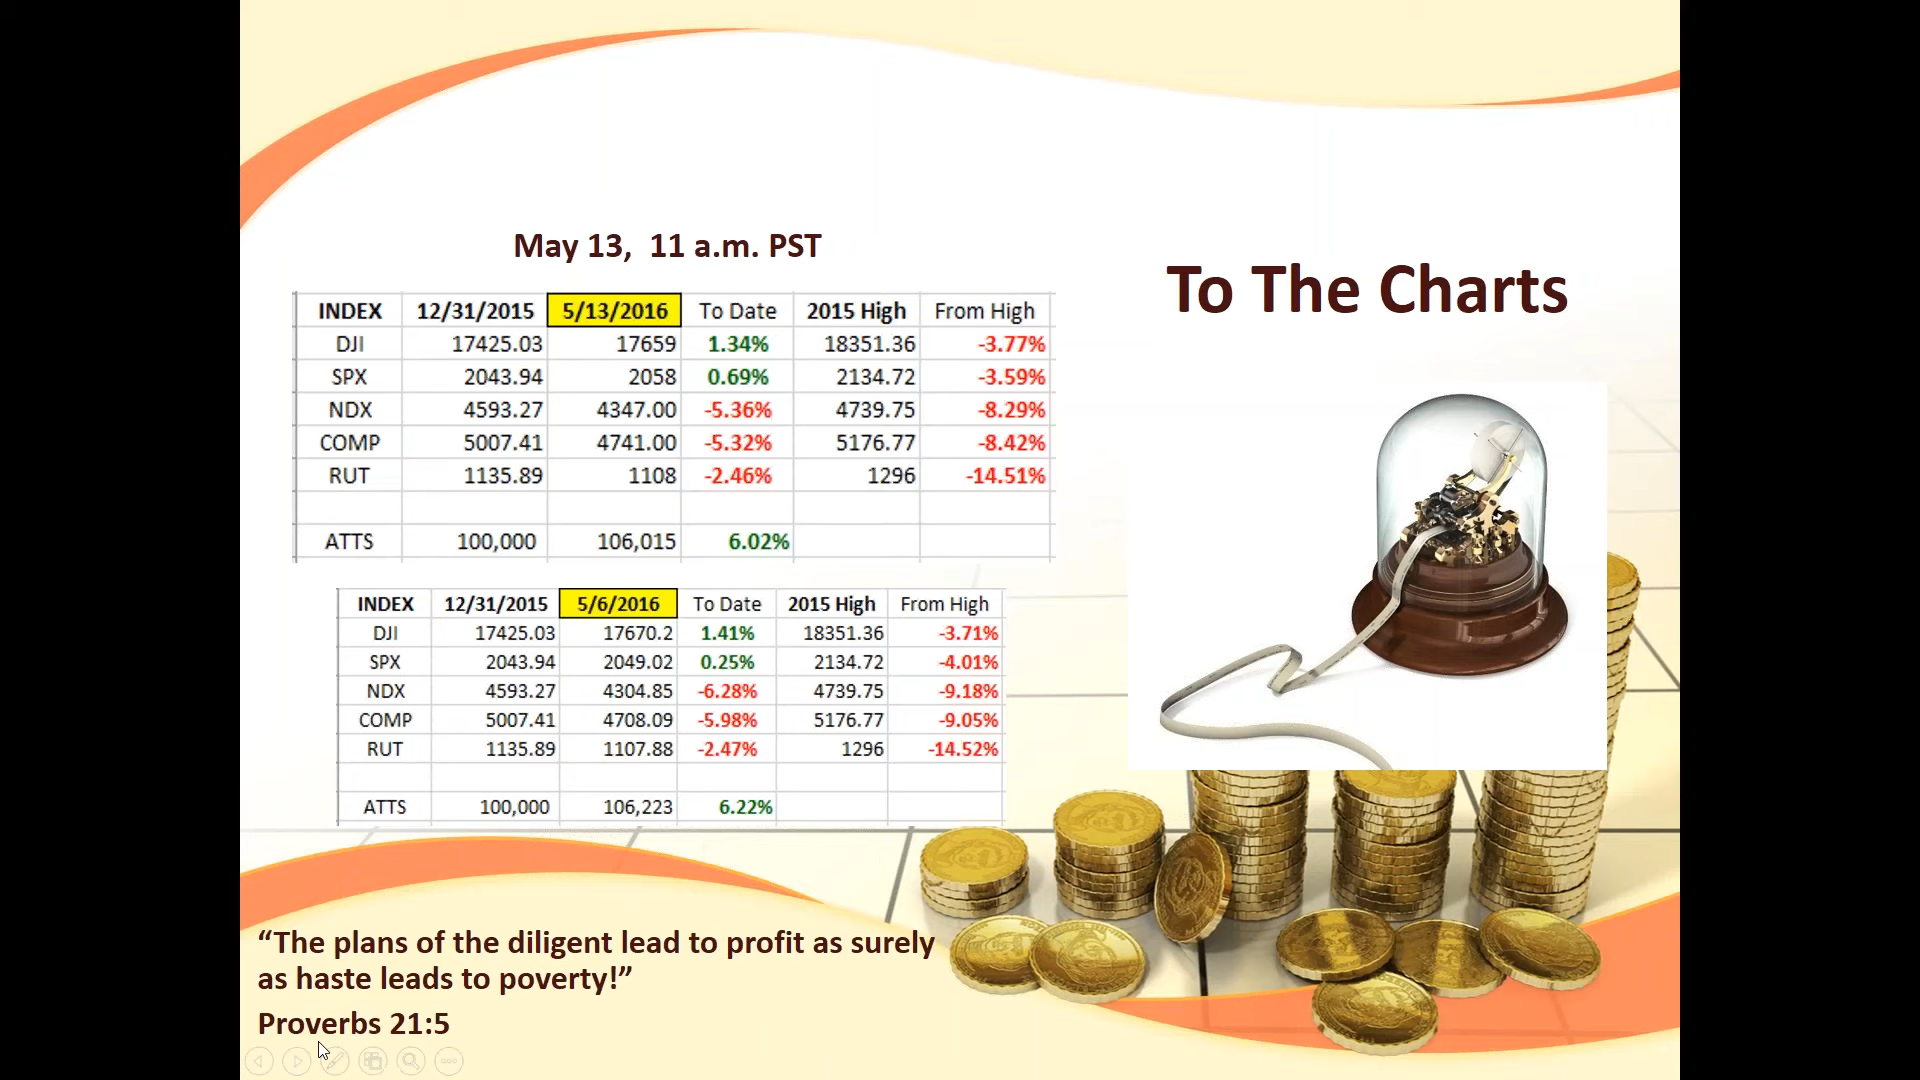 May 13, 11 a.m. PST
To The Charts
INDEX 12/31/2015 5/13/2016 To Date 2015 High From High
DJI 17425.03 17659 1.34% 18351.36 -3.77%
SPX 2043.94 2058 0.69% 2134.72 -3.59%
NDX 4593.27 4347.00 -5.36% 4739.75 -8.29%
COMP 5007.41 4741.00 -5.32% 5176.77 -8.42%
RUT 1135.89 1108 -2.46% 1296 -14.51%
ATTS 100,000 106,015 6.02%
INDEX 12/31/2015 5/6/2016 To Date 2015 High From High
DJI 17425.03 17670.2 1.41% 18351.36 -3.71%
SPX 2043.94 2049.02 0.25% 2134.72 -4.01%
NDX 4593.27 4304.85 -6.28% 4739.75 -9.18%
COMP 5007.41 4708.09 -5.98% 5176.77 -9.05%
RUT 1135.89 1107.88 -2.47% 1296 -14.52%
ATTS 100,000 106,223 6.22%
“The plans of the diligent lead to profit as surely
as haste leads to poverty!”
Proverbs 21:5